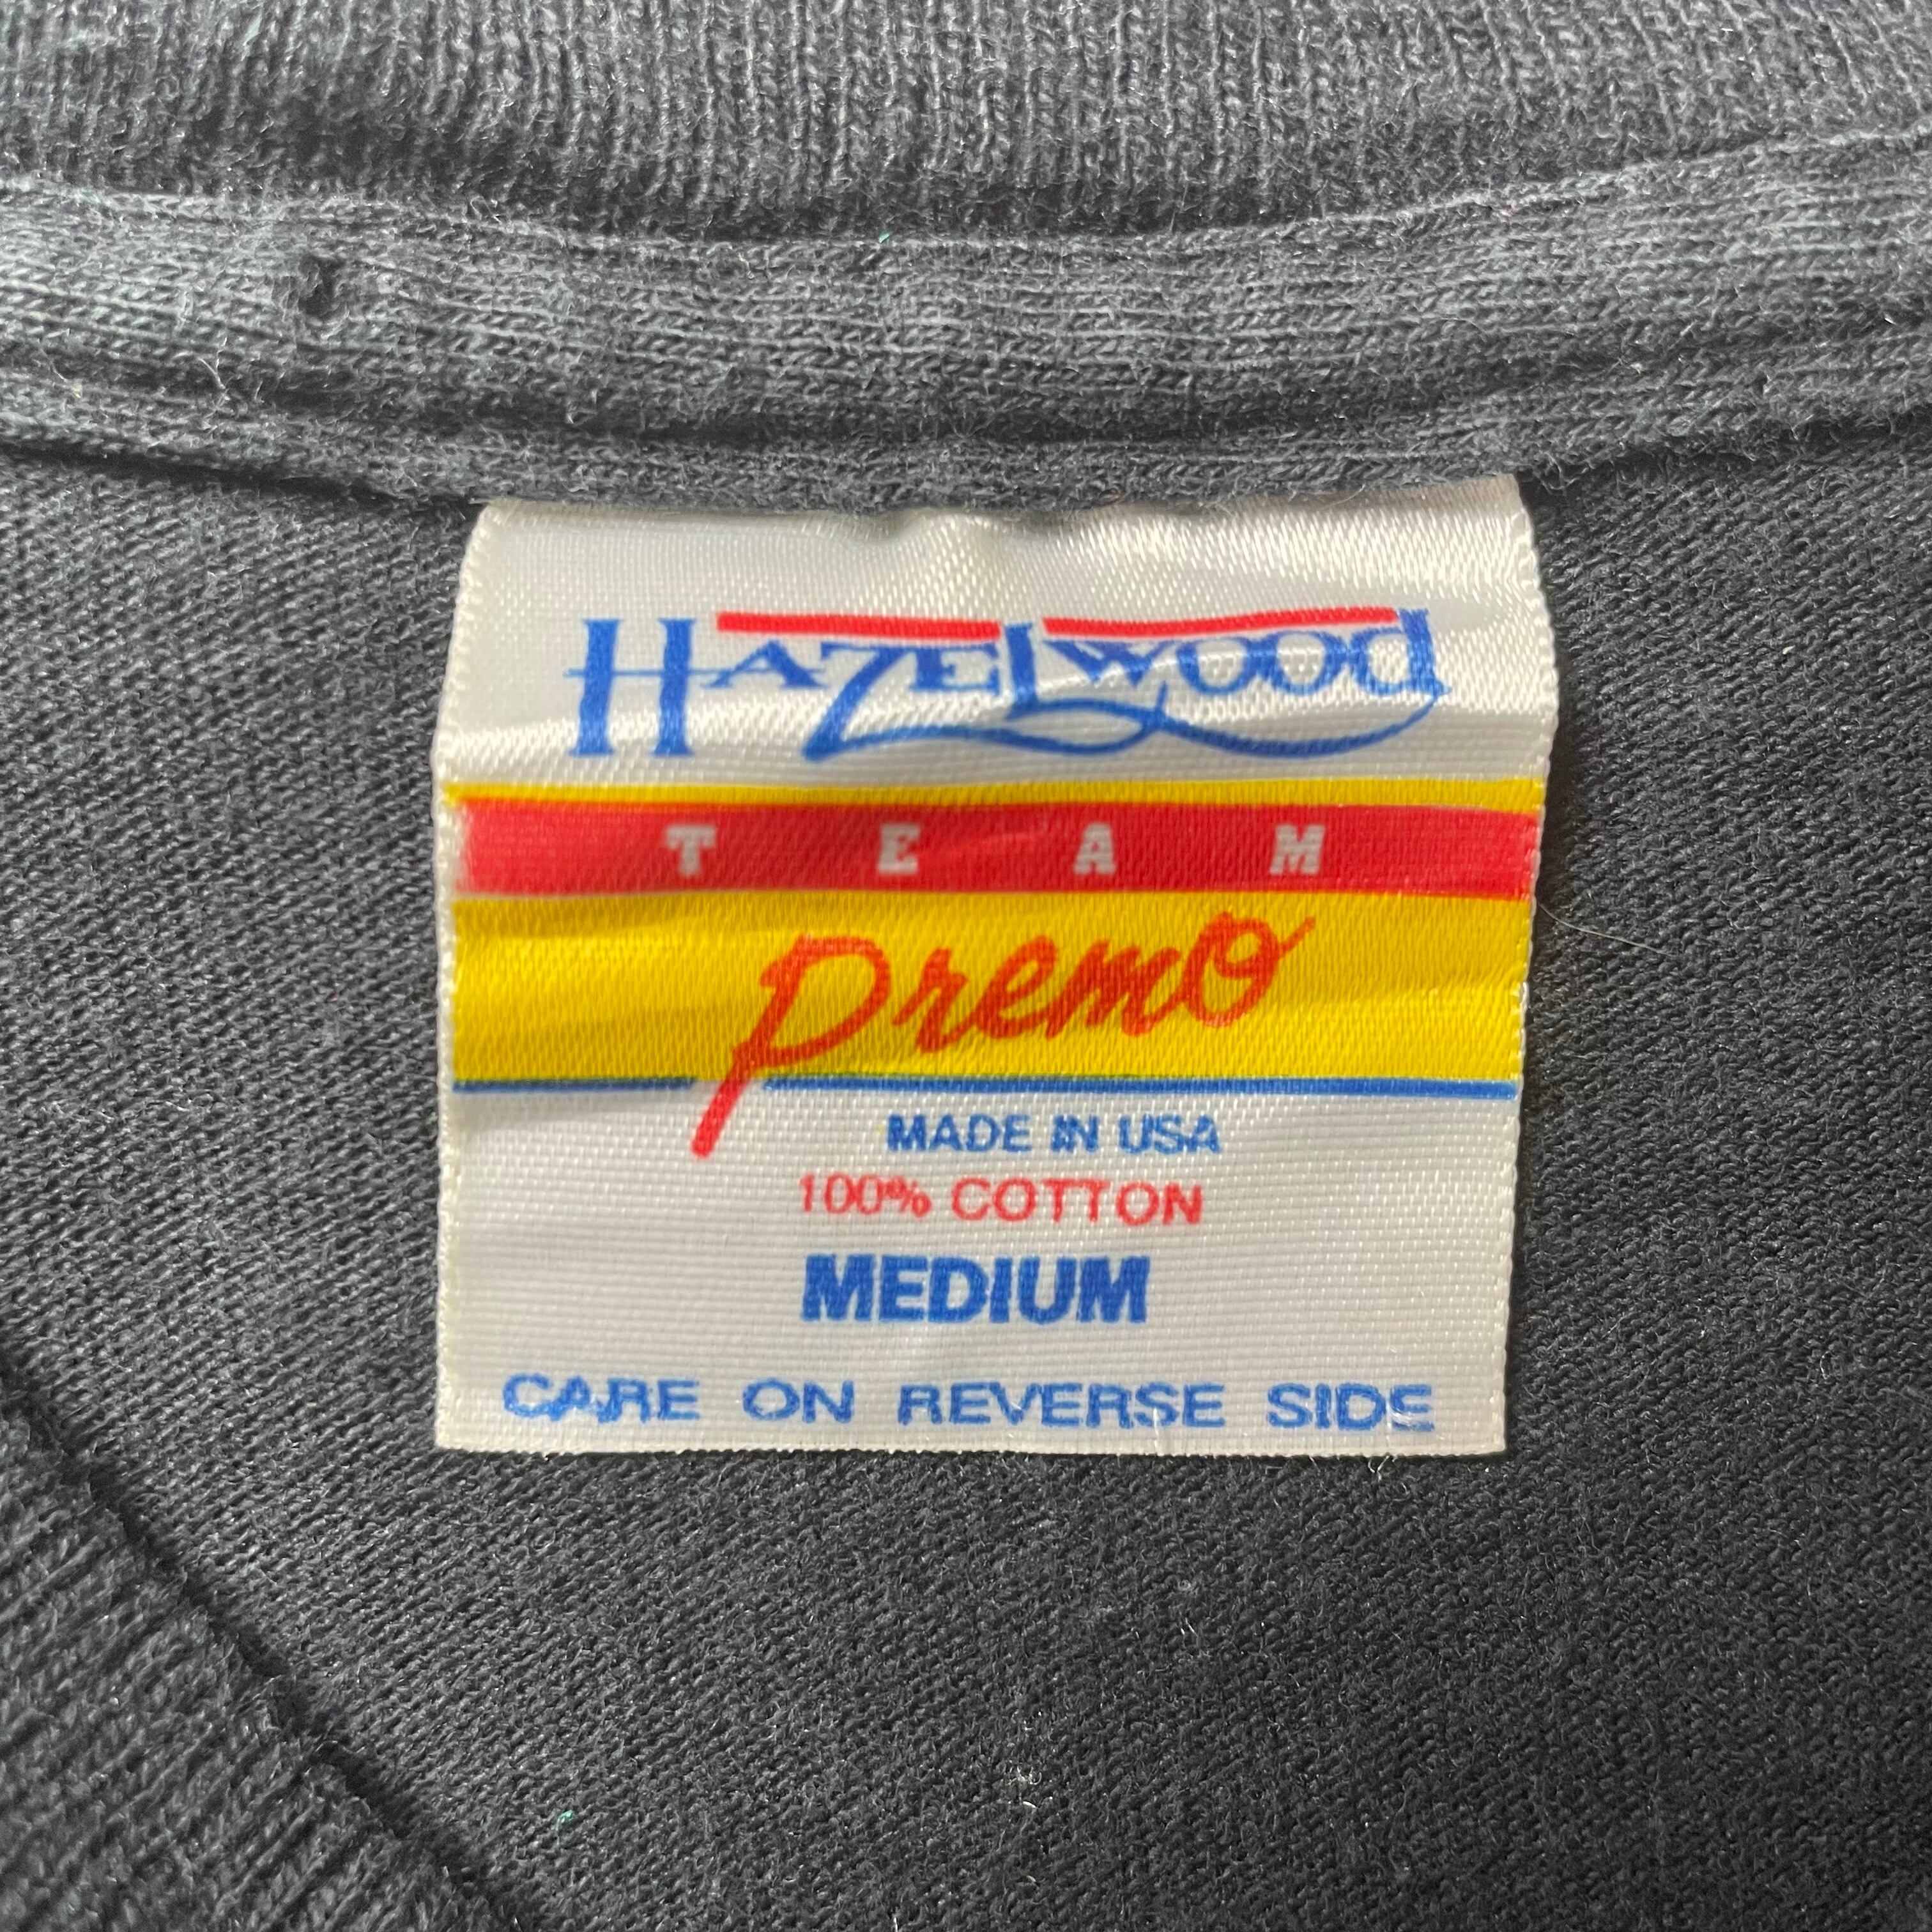 Hazelwood
TEAM
Premo
MADE IN USA
100% COTTON
MEDIUM
CARE ON REVERSE SIDE